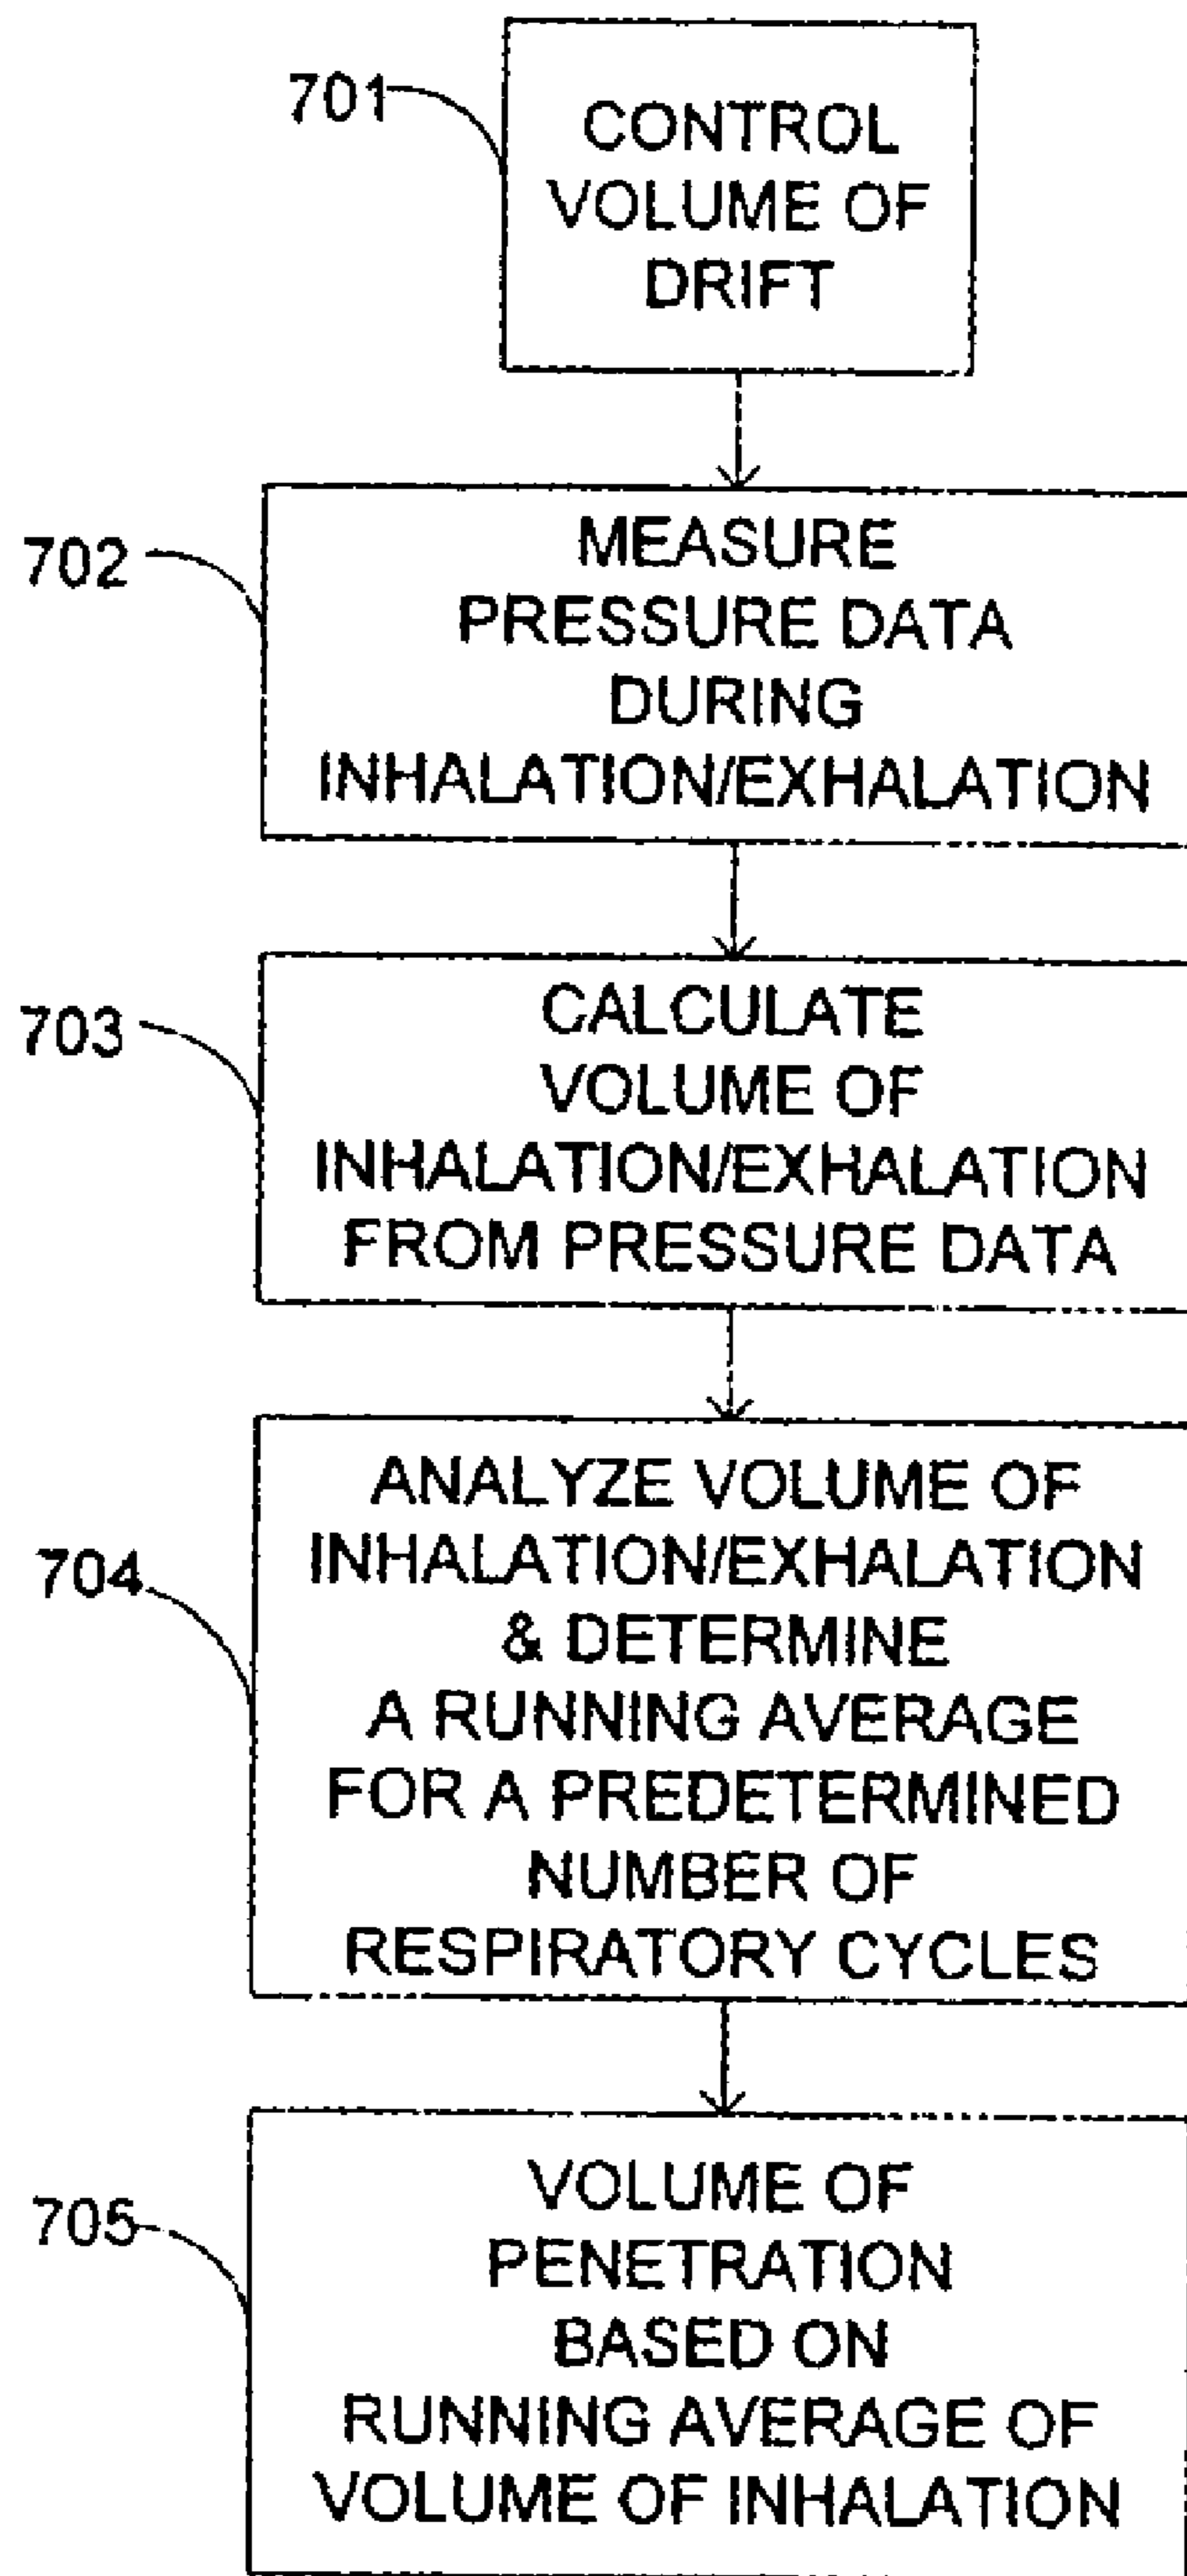 701
CONTROL
VOLUME OF
DRIFT
702
MEASURE
PRESSURE DATA
DURING
INHALATION/EXHALATION
703
CALCULATE
VOLUME OF
INHALATION/EXHALATION
FROM PRESSURE DATA
704
ANALYZE VOLUME OF
INHALATION/EXHALATION
& DETERMINE
A RUNNING AVERAGE
FOR A PREDETERMINED
NUMBER OF
RESPIRATORY CYCLES
705
VOLUME OF
PENETRATION
BASED ON
RUNNING AVERAGE OF
VOLUME OF INHALATION